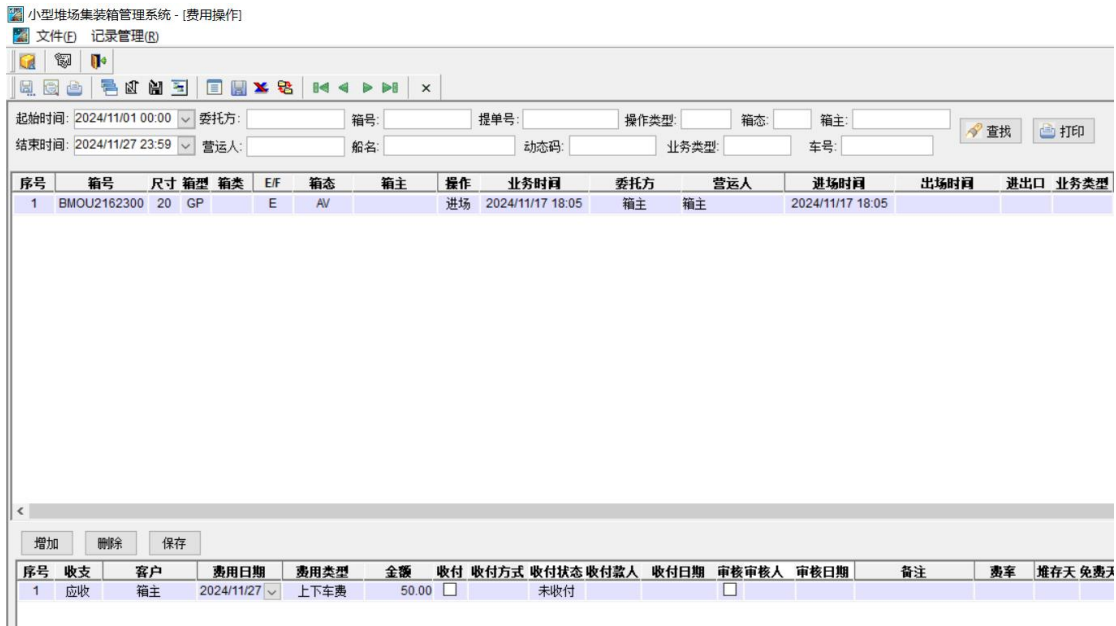 小型堆场集装箱管理系统 - [费用操作]
文件(F) 记录管理(R)
起始时间: 2024/11/01 00:00 委托方: 箱号: 提单号: 操作类型: 箱态: 箱主: 查找 打印
结束时间: 2024/11/27 23:59 营运人: 船名: 动态码: 业务类型: 车号:
序号 箱号 尺寸 箱型 箱类 E/F 箱态 箱主 操作 业务时间 委托方 营运人 进场时间 出场时间 进出口 业务类型
1 BMOU2162300 20 GP E AV 进场 2024/11/17 18:05 箱主 箱主 2024/11/17 18:05
增加 删除 保存
序号 收支 客户 费用日期 费用类型 金额 收付 收付方式 收付状态 收付款人 收付日期 审核 审核人 审核日期 备注 费率 堆存天 免费天
1 应收 箱主 2024/11/27 上下车费 50.00 未收付